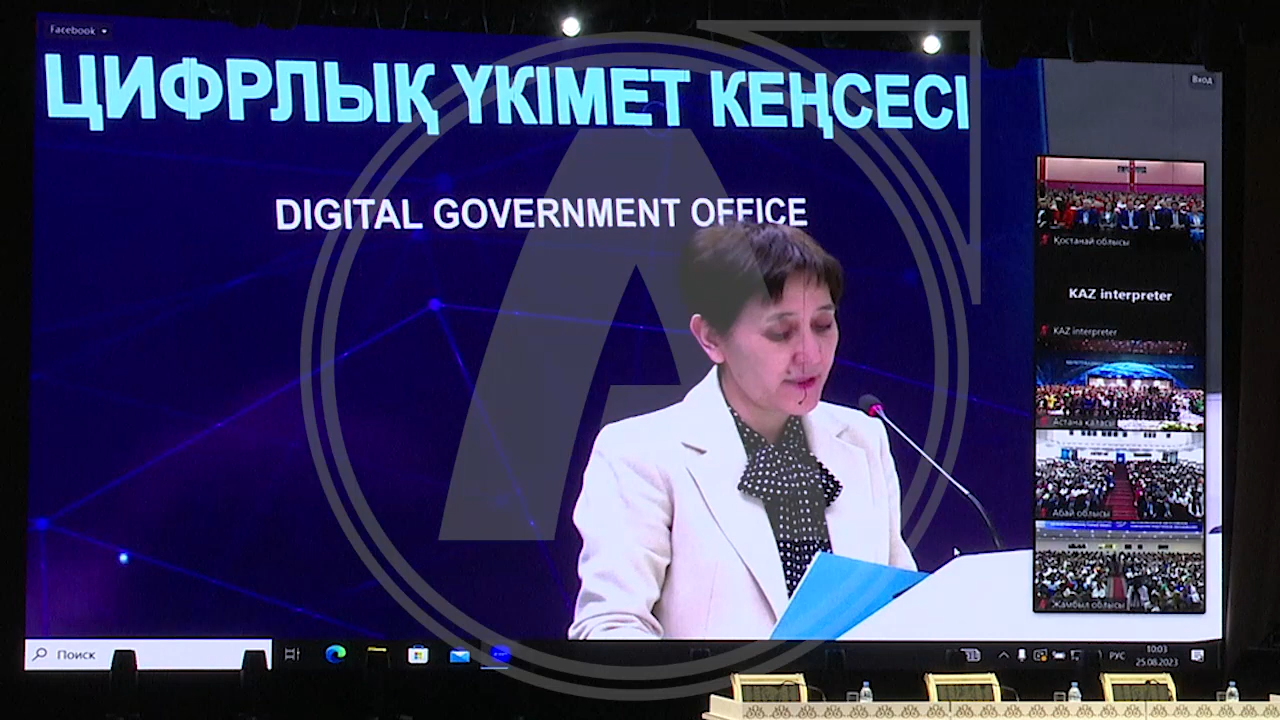 Facebook
Вход
ЦИФРЛЫҚ ҮКІМЕТ КЕҢСЕСІ
DIGITAL GOVERNMENT OFFICE
Қостанай облысы
KAZ interpreter
KAZ interpreter
Астана қаласы
Абай облысы
Жамбыл облысы
Поиск
РУС
10:03
25.08.2023